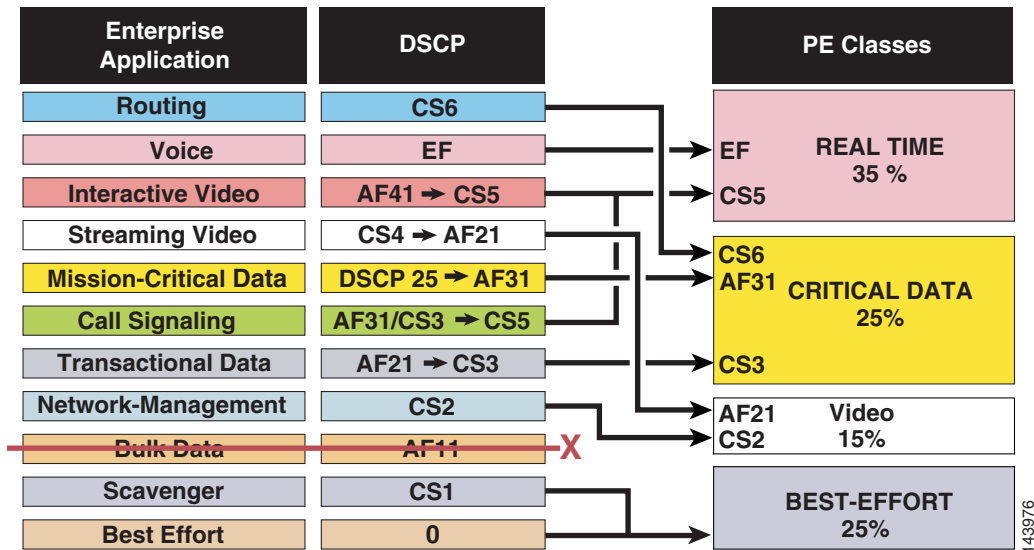 Enterprise
Application
DSCP
PE Classes
Routing
CS6
Voice
EF
Interactive Video
AF41 → CS5
Streaming Video
CS4 → AF21
Mission-Critical Data
DSCP 25 → AF31
Call Signaling
AF31/CS3 → CS5
Transactional Data
AF21 → CS3
Network-Management
CS2
Bulk Data
AF11
X
Scavenger
CS1
Best Effort
0
EF
CS5
REAL TIME
35 %
CS6
AF31
CS3
CRITICAL DATA
25%
AF21
CS2
Video
15%
BEST-EFFORT
25%
143976